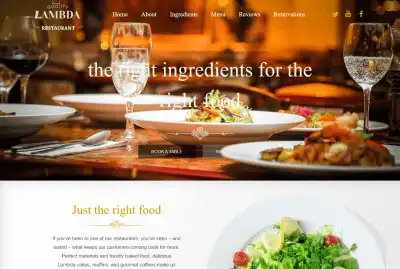 quality
LAMBDA
RESTAURANT
Home About Ingredients Menu Reviews Reservations
the right ingredients for the
right food
BOOK A TABLE
Just the right food
If you've been to one of our restaurants, you've seen – and
tasted – what keeps our customers coming back for more.
Perfect materials and freshly baked food, delicious
Lambda cakes, muffins, and gourmet coffees make us